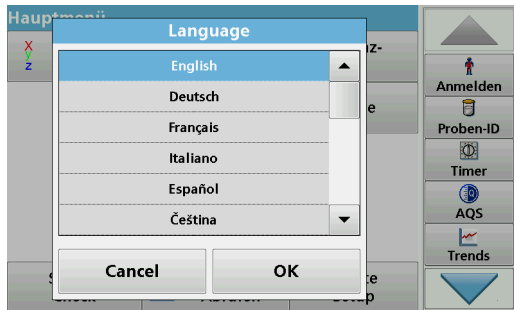 Hauptmenü
Language
X
y
z
English
Deutsch
Français
Italiano
Español
Čeština
Cancel
OK
Anmelden
Proben-ID
Timer
AQS
Trends